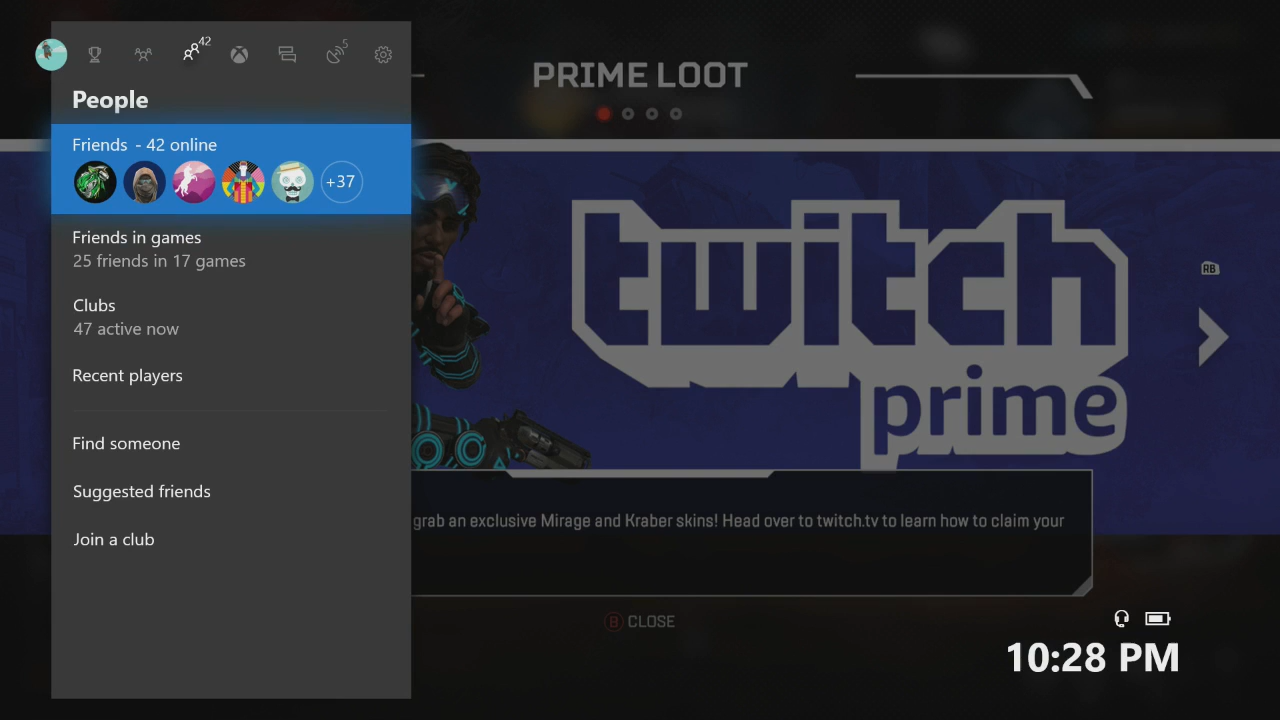 42
5
People
Friends - 42 online
+37
Friends in games
25 friends in 17 games
Clubs
47 active now
Recent players
Find someone
Suggested friends
Join a club
PRIME LOOT
twitch
prime
RB
grab an exclusive Mirage and Kraber skins! Head over to twitch.tv to learn how to claim your
B CLOSE
10:28 PM